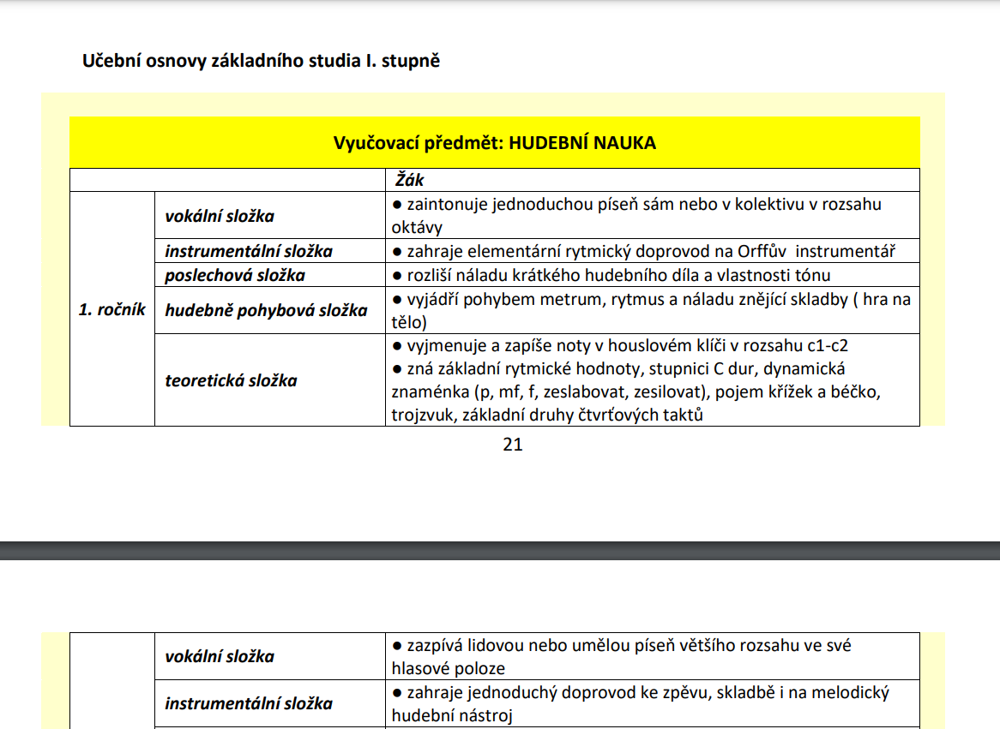 Učební osnovy základního studia I. stupně
Vyučovací předmět: HUDEBNÍ NAUKA
Žák
1. ročník
vokální složka
● zaintonuje jednoduchou píseň sám nebo v kolektivu v rozsahu
oktávy
instrumentální složka
● zahraje elementární rytmický doprovod na Orffův  instrumentář
poslechová složka
● rozliší náladu krátkého hudebního díla a vlastnosti tónu
hudebně pohybová složka
● vyjádří pohybem metrum, rytmus a náladu znějící skladby ( hra na
tělo)
teoretická složka
● vyjmenuje a zapíše noty v houslovém klíči v rozsahu c1-c2
● zná základní rytmické hodnoty, stupnici C dur, dynamická
znaménka (p, mf, f, zeslabovat, zesilovat), pojem křížek a béčko,
trojzvuk, základní druhy čtvrťových taktů
21
vokální složka
● zazpívá lidovou nebo umělou píseň většího rozsahu ve své
hlasové poloze
instrumentální složka
● zahraje jednoduchý doprovod ke zpěvu, skladbě i na melodický
hudební nástroj